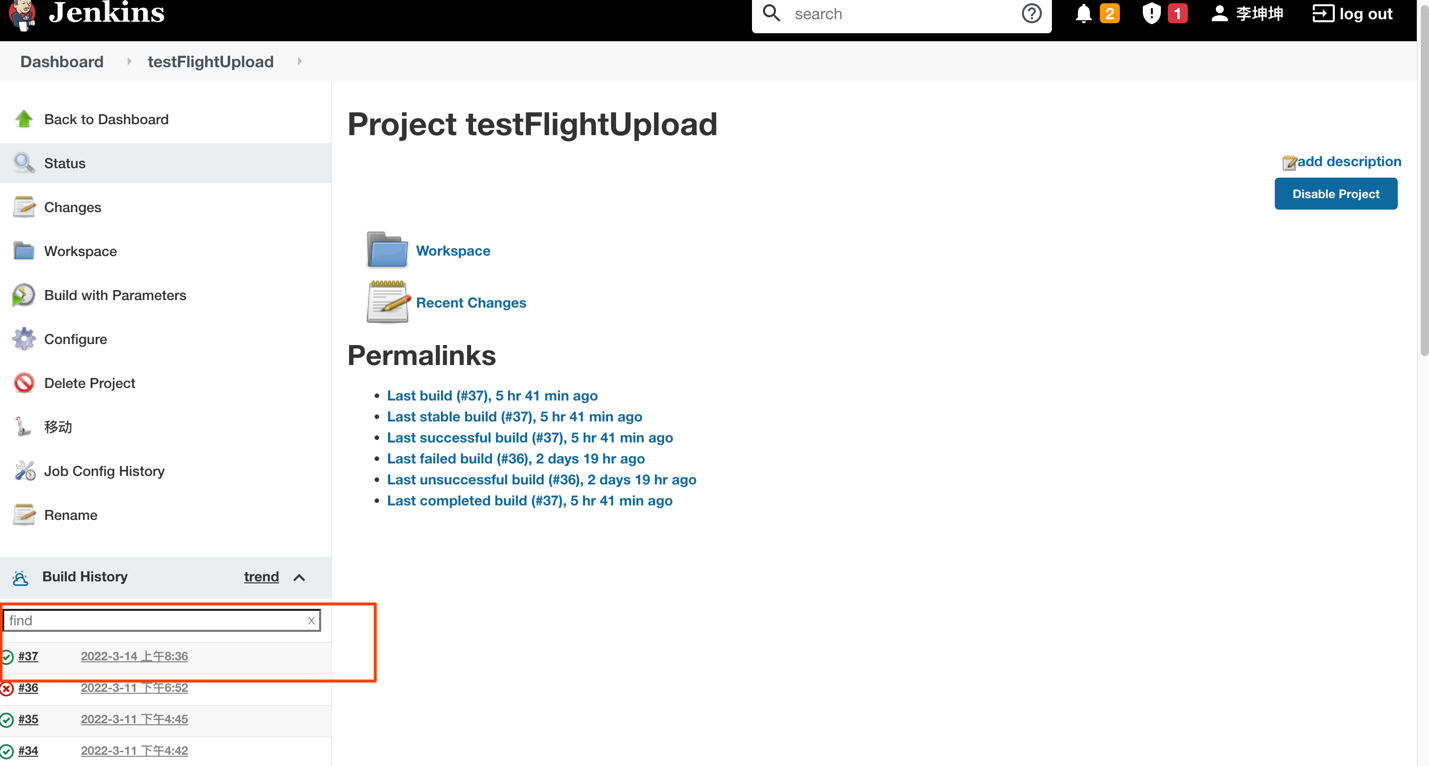 Jenkins
search
2
1
李坤坤
log out
Dashboard
testFlightUpload
Back to Dashboard
Status
Changes
Workspace
Build with Parameters
Configure
Delete Project
移动
Job Config History
Rename
Build History
trend
find
x
#37 2022-3-14 上午8:36
#36 2022-3-11 下午6:52
#35 2022-3-11 下午4:45
#34 2022-3-11 下午4:42
Project testFlightUpload
add description
Disable Project
Workspace
Recent Changes
Permalinks
Last build (#37), 5 hr 41 min ago
Last stable build (#37), 5 hr 41 min ago
Last successful build (#37), 5 hr 41 min ago
Last failed build (#36), 2 days 19 hr ago
Last unsuccessful build (#36), 2 days 19 hr ago
Last completed build (#37), 5 hr 41 min ago